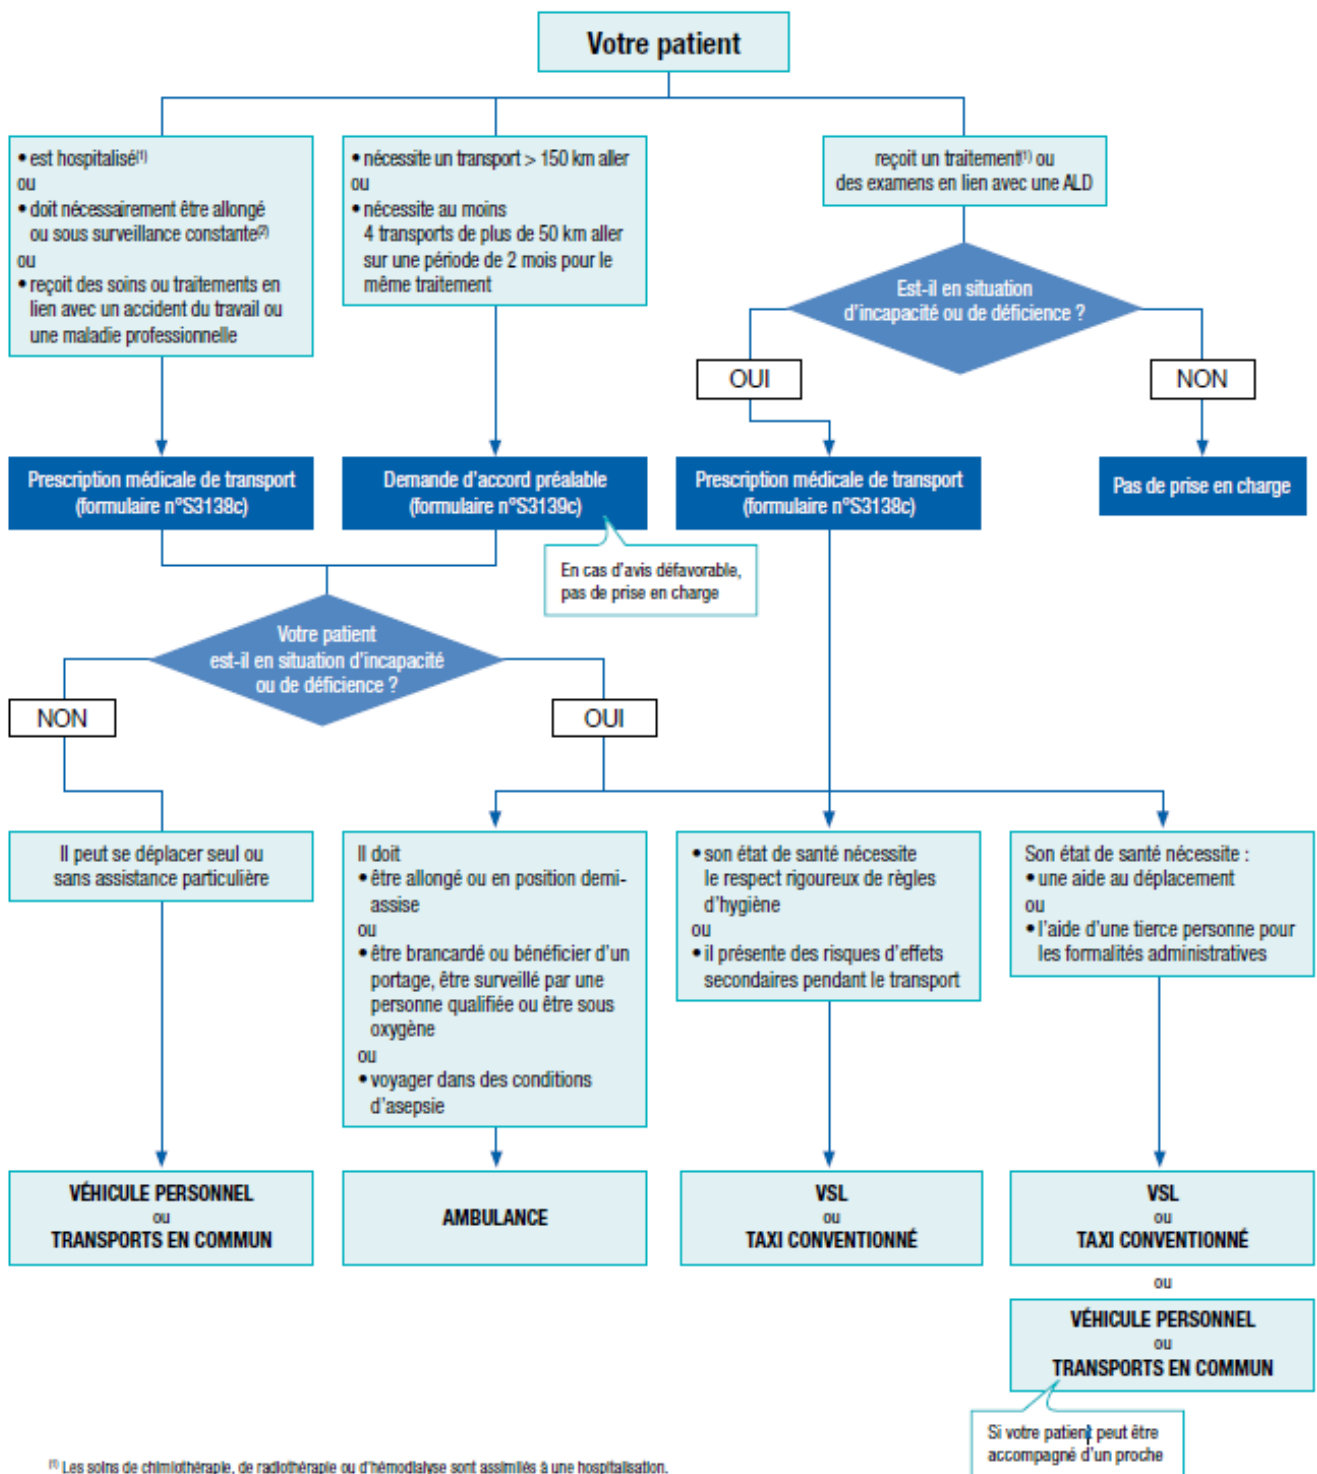 Votre patient
• est hospitalisé(1)
ou
• doit nécessairement être allongé
ou sous surveillance constante(2)
ou
• reçoit des soins ou traitements en
lien avec un accident du travail ou
une maladie professionnelle
• nécessite un transport > 150 km aller
ou
• nécessite au moins
4 transports de plus de 50 km aller
sur une période de 2 mois pour le
même traitement
reçoit un traitement(1) ou
des examens en lien avec une ALD
Est-il en situation
d'incapacité ou de déficience ?
OUI
NON
Prescription médicale de transport
(formulaire n°S3138c)
Demande d'accord préalable
(formulaire n°S3139c)
Prescription médicale de transport
(formulaire n°S3138c)
Pas de prise en charge
En cas d'avis défavorable,
pas de prise en charge
Votre patient
est-il en situation d'incapacité
ou de déficience ?
NON
OUI
Il peut se déplacer seul ou
sans assistance particulière
Il doit
• être allongé ou en position demi-
assise
ou
• être brancardé ou bénéficier d'un
portage, être surveillé par une
personne qualifiée ou être sous
oxygène
ou
• voyager dans des conditions
d'asepsie
• son état de santé nécessite
le respect rigoureux de règles
d'hygiène
ou
• il présente des risques d'effets
secondaires pendant le transport
Son état de santé nécessite :
• une aide au déplacement
ou
• l'aide d'une tierce personne pour
les formalités administratives
VÉHICULE PERSONNEL
ou
TRANSPORTS EN COMMUN
AMBULANCE
VSL
ou
TAXI CONVENTIONNÉ
VSL
ou
TAXI CONVENTIONNÉ
ou
VÉHICULE PERSONNEL
ou
TRANSPORTS EN COMMUN
Si votre patient peut être
accompagné d'un proche
(1) Les soins de chimiothérapie, de radiothérapie ou d'hémodialyse sont assimilés à une hospitalisation.